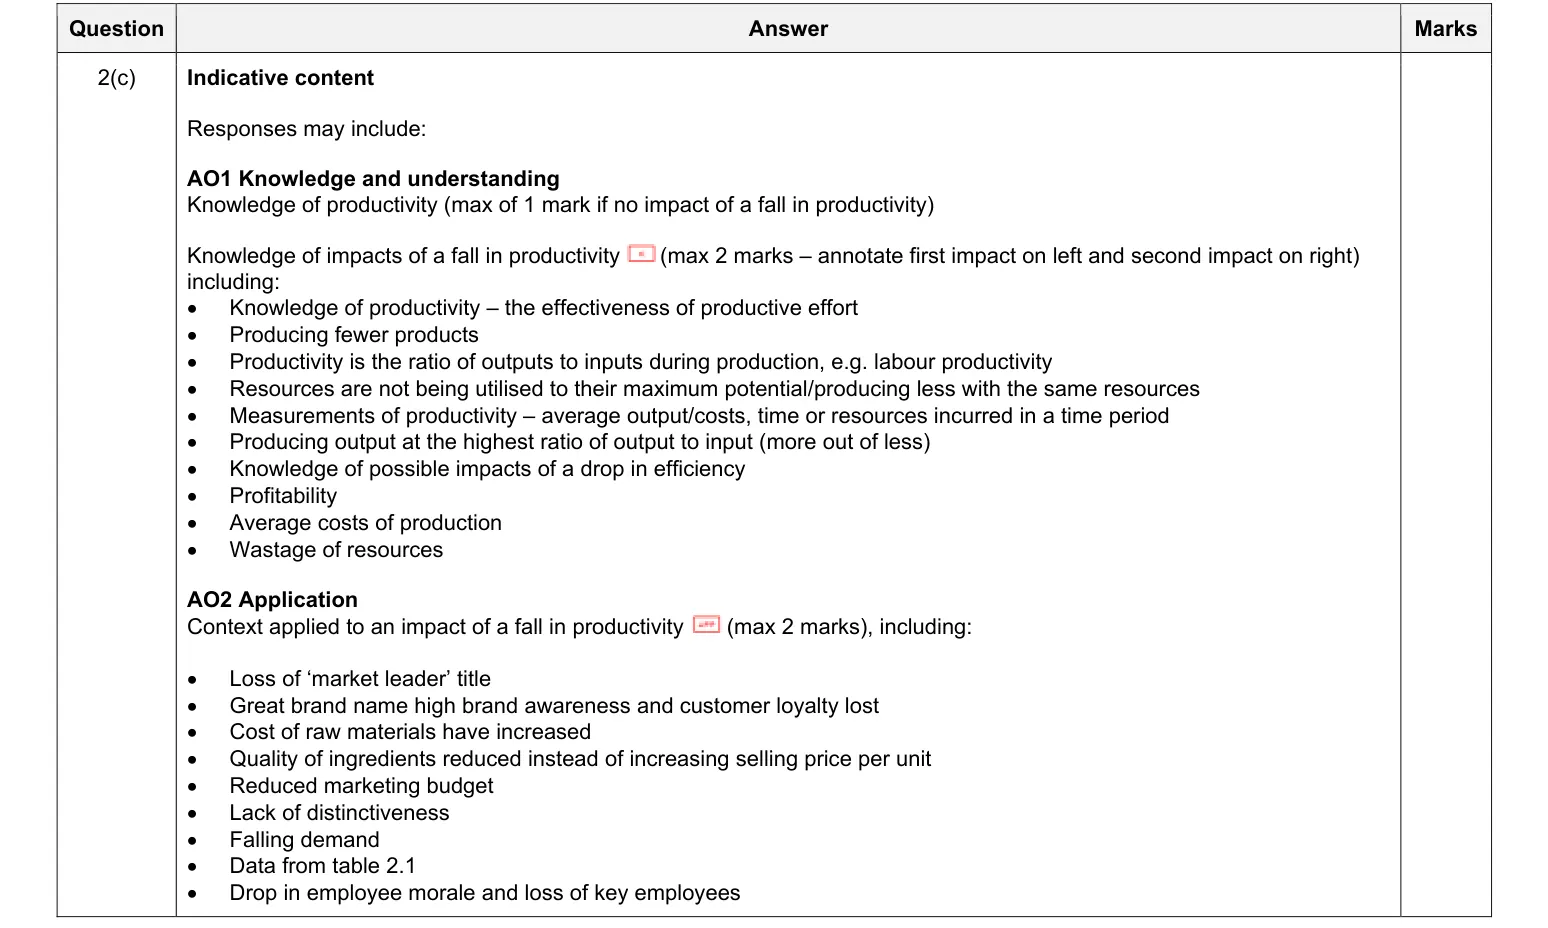 Question Answer Marks
2(c) Indicative content
Responses may include:
AO1 Knowledge and understanding
Knowledge of productivity (max of 1 mark if no impact of a fall in productivity)
Knowledge of impacts of a fall in productivity (max 2 marks – annotate first impact on left and second impact on right)
including:
• Knowledge of productivity – the effectiveness of productive effort
• Producing fewer products
• Productivity is the ratio of outputs to inputs during production, e.g. labour productivity
• Resources are not being utilised to their maximum potential/producing less with the same resources
• Measurements of productivity – average output/costs, time or resources incurred in a time period
• Producing output at the highest ratio of output to input (more out of less)
• Knowledge of possible impacts of a drop in efficiency
• Profitability
• Average costs of production
• Wastage of resources
AO2 Application
Context applied to an impact of a fall in productivity (max 2 marks), including:
• Loss of ‘market leader’ title
• Great brand name high brand awareness and customer loyalty lost
• Cost of raw materials have increased
• Quality of ingredients reduced instead of increasing selling price per unit
• Reduced marketing budget
• Lack of distinctiveness
• Falling demand
• Data from table 2.1
• Drop in employee morale and loss of key employees